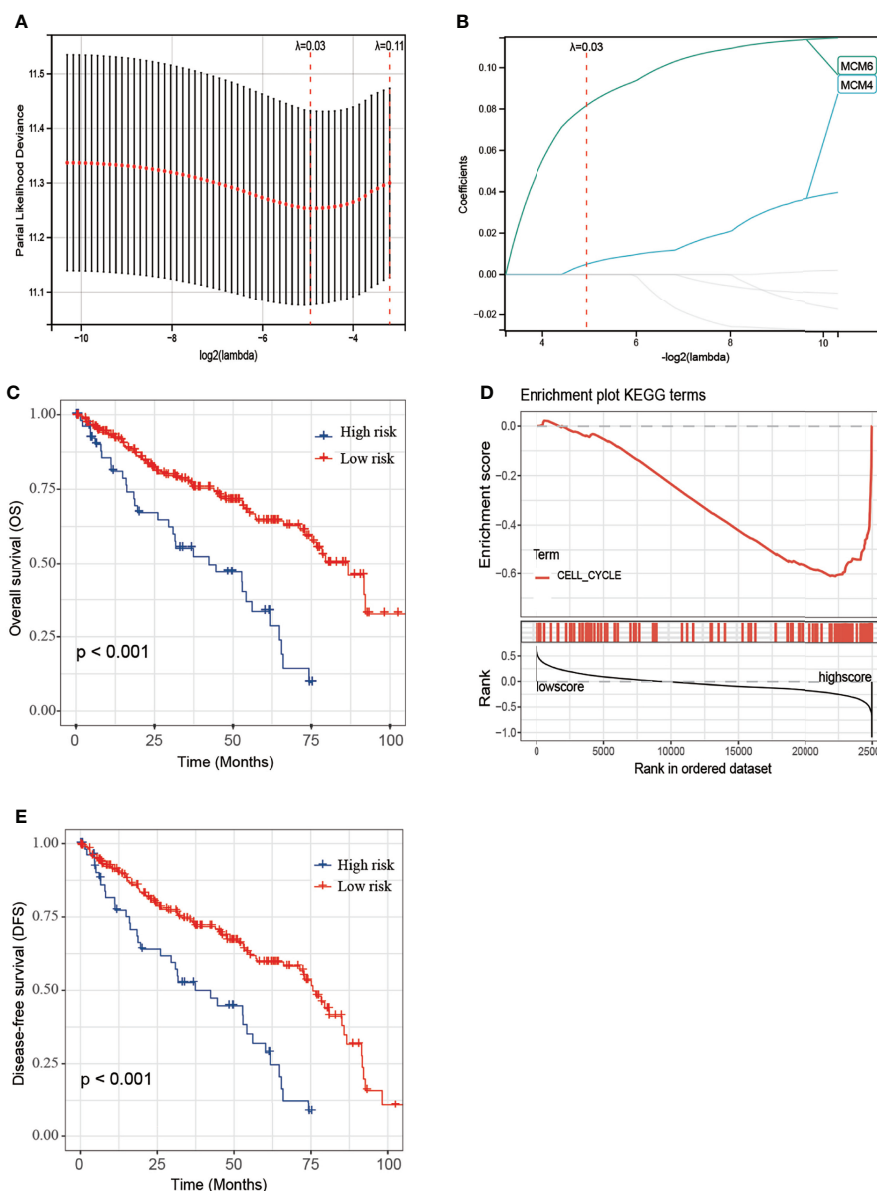 A
λ=0.03
λ=0.11
Parial Likelihood Deviance
11.5
11.4
11.3
11.2
11.1
−10
−8
−6
−4
log2(lambda)
B
λ=0.03
MCM6
MCM4
Coefficients
0.10
0.08
0.06
0.04
0.02
0.00
−0.02
4
6
8
10
-log2(lambda)
C
Overall survival (OS)
1.00
0.75
0.50
0.25
0.00
High risk
Low risk
p < 0.001
0
25
50
75
100
Time (Months)
D
Enrichment plot KEGG terms
Enrichment score
0.0
−0.2
−0.4
−0.6
Term
CELL_CYCLE
Rank
0.5
0.0
−0.5
−1.0
lowscore
highscore
0
5000
10000
15000
20000
2500
Rank in ordered dataset
E
Disease-free survival (DFS)
1.00
0.75
0.50
0.25
0.00
High risk
Low risk
p < 0.001
0
25
50
75
100
Time (Months)